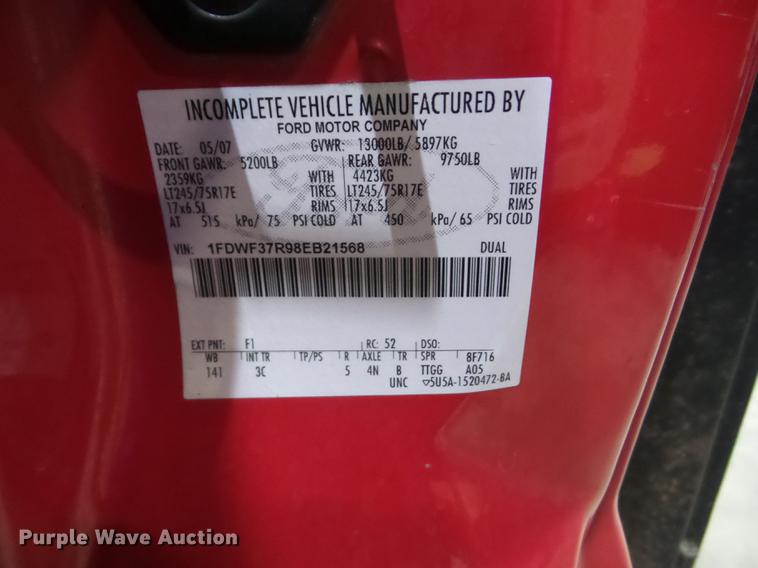 INCOMPLETE VEHICLE MANUFACTURED BY
FORD MOTOR COMPANY
DATE: 05/07 GVWR: 13000LB/ 5897KG
FRONT GAWR: 5200LB REAR GAWR: 9750LB
2359KG WITH 4423KG WITH
LT245/75R17E TIRES LT245/75R17E TIRES
17x6.5J RIMS 17x6.5J RIMS
AT 515 kPa/ 75 PSI COLD AT 450 kPa/ 65 PSI COLD
VIN: 1FDWF37R98EB21568 DUAL
EXT PNT: F1 RC: 52 DSO:
WB INT TR TP/PS R AXLE TR SPR 8F716
141 3C 5 4N B TTGG A05
UNC ▽5U5A-1520472-BA
Purple Wave Auction